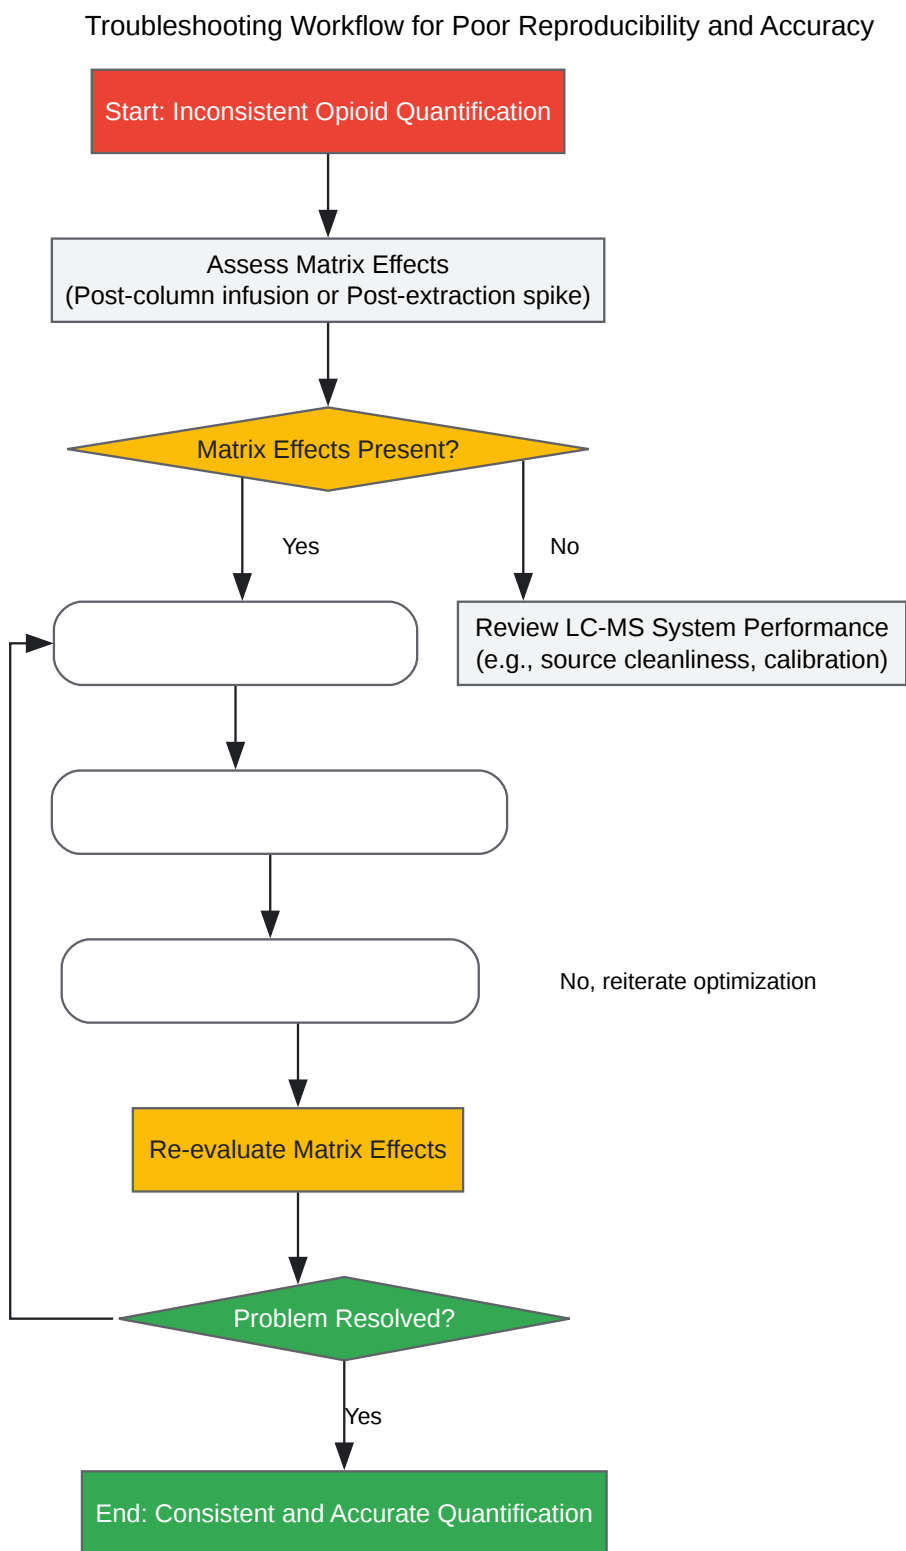 Troubleshooting Workflow for Poor Reproducibility and Accuracy
Start: Inconsistent Opioid Quantification
Assess Matrix Effects
(Post-column infusion or Post-extraction spike)
Matrix Effects Present?
Yes
No
Review LC-MS System Performance
(e.g., source cleanliness, calibration)
No, reiterate optimization
Re-evaluate Matrix Effects
Problem Resolved?
Yes
End: Consistent and Accurate Quantification